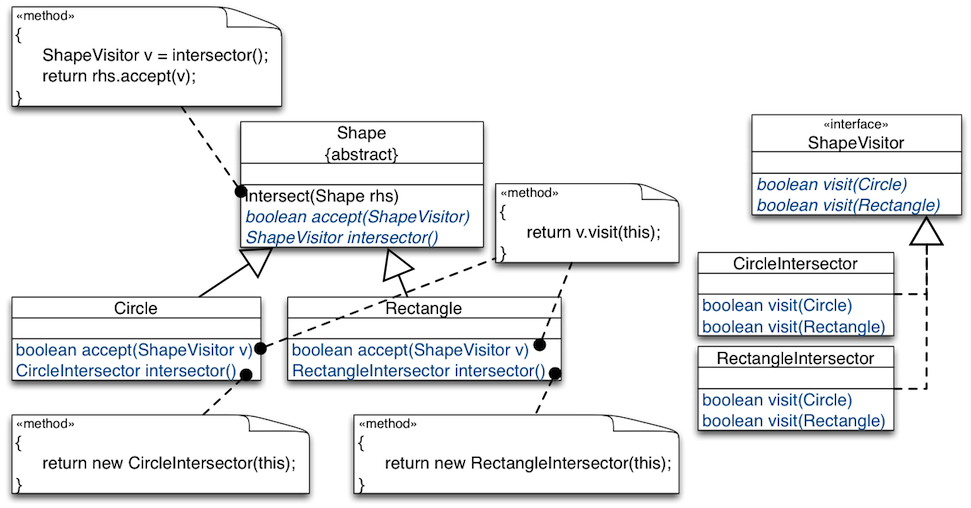 «method»
{
ShapeVisitor v = intersector();
return rhs.accept(v);
}
Shape
{abstract}
Intersect(Shape rhs)
boolean accept(ShapeVisitor)
ShapeVisitor intersector()
«method»
{
return v.visit(this);
}
«interface»
ShapeVisitor
boolean visit(Circle)
boolean visit(Rectangle)
Circle
boolean accept(ShapeVisitor v)
CircleIntersector intersector()
Rectangle
boolean accept(ShapeVisitor v)
RectangleIntersector intersector()
CircleIntersector
boolean visit(Circle)
boolean visit(Rectangle)
RectangleIntersector
boolean visit(Circle)
boolean visit(Rectangle)
«method»
{
return new CircleIntersector(this);
}
«method»
{
return new RectangleIntersector(this);
}